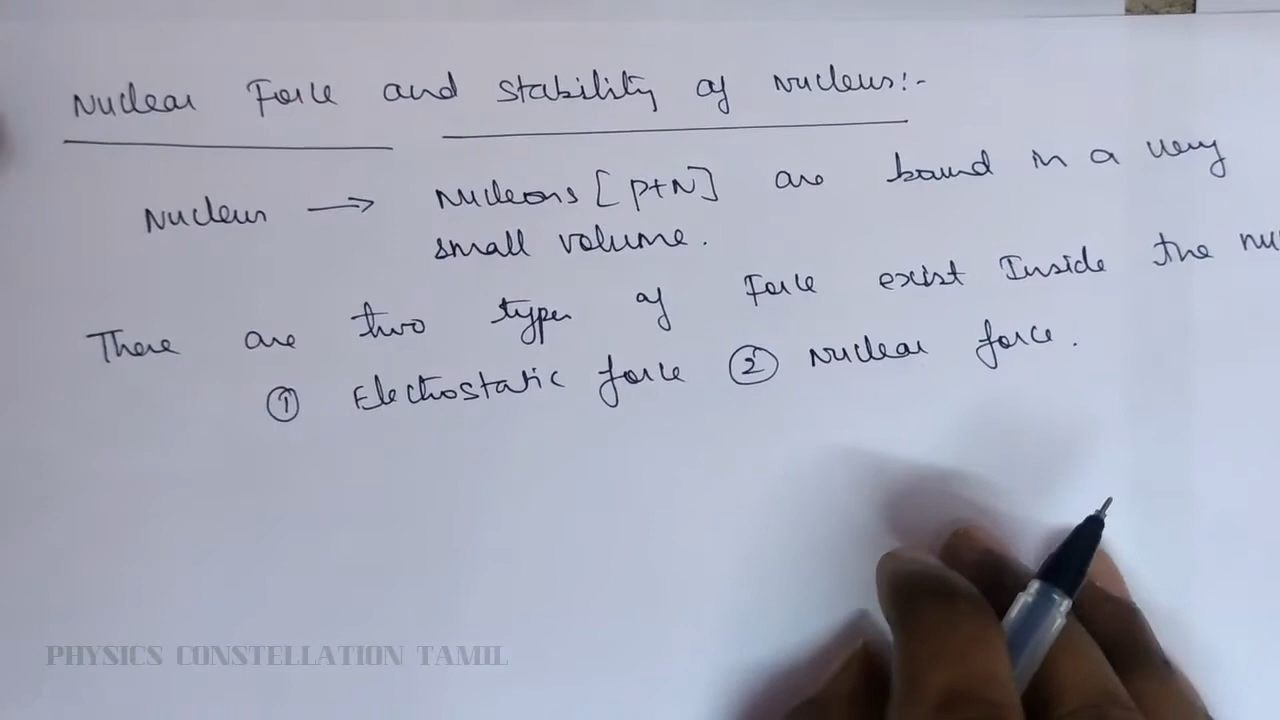 Nuclear Force and stability of Nucleus:-
Nucleus → Nucleons [P+N] are bound in a very
small volume.
There are two types of Force exist Inside the nu
① Electrostatic force ② Nuclear force.
PHYSICS CONSTELLATION TAMIL